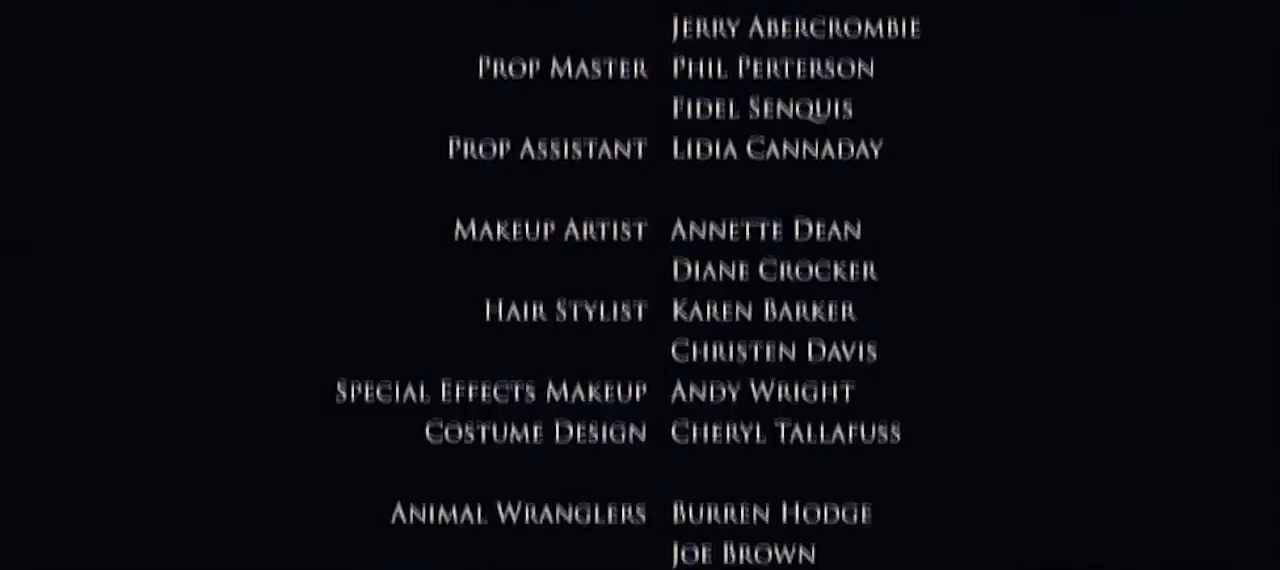 Jerry Abercrombie
Prop Master Phil Perterson
Fidel Senquis
Prop Assistant Lidia Cannaday
Makeup Artist Annette Dean
Diane Crocker
Hair Stylist Karen Barker
Christen Davis
Special Effects Makeup Andy Wright
Costume Design Cheryl Tallafuss
Animal Wranglers Burren Hodge
Joe Brown